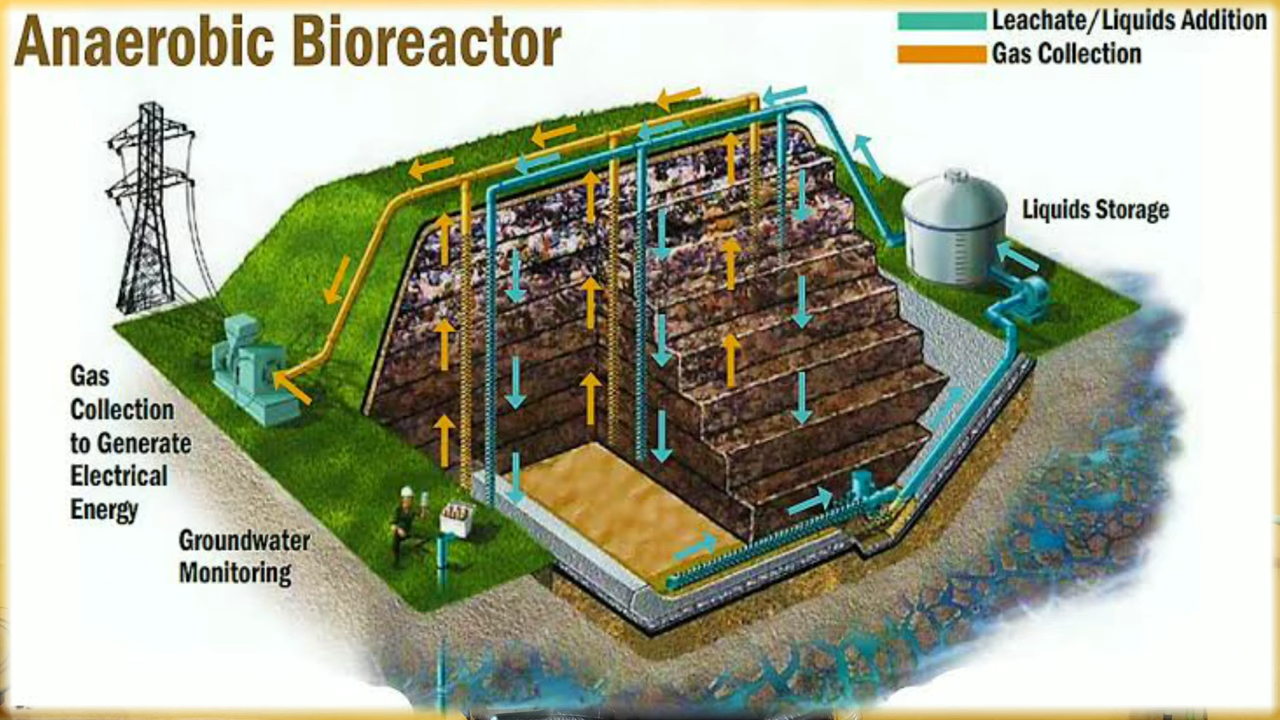 Anaerobic Bioreactor
Leachate/Liquids Addition
Gas Collection
Liquids Storage
Gas
Collection
to Generate
Electrical
Energy
Groundwater
Monitoring